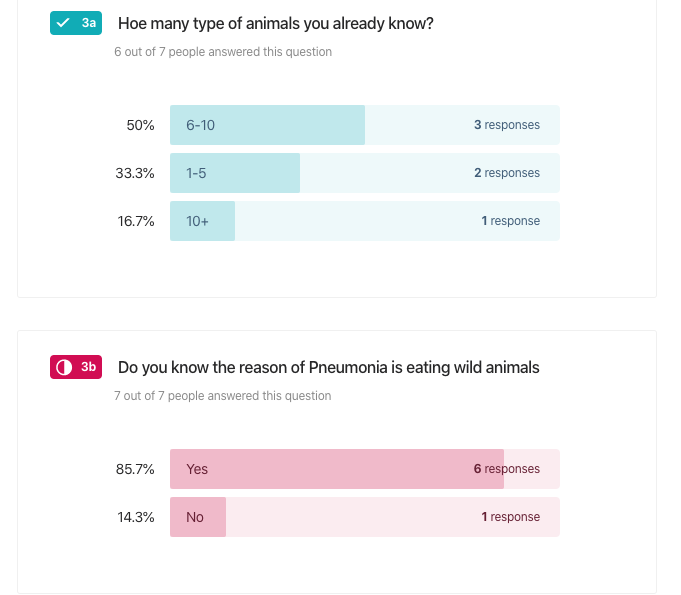 3a Hoe many type of animals you already know?
6 out of 7 people answered this question
50% 6-10 3 responses
33.3% 1-5 2 responses
16.7% 10+ 1 response
3b Do you know the reason of Pneumonia is eating wild animals
7 out of 7 people answered this question
85.7% Yes 6 responses
14.3% No 1 response